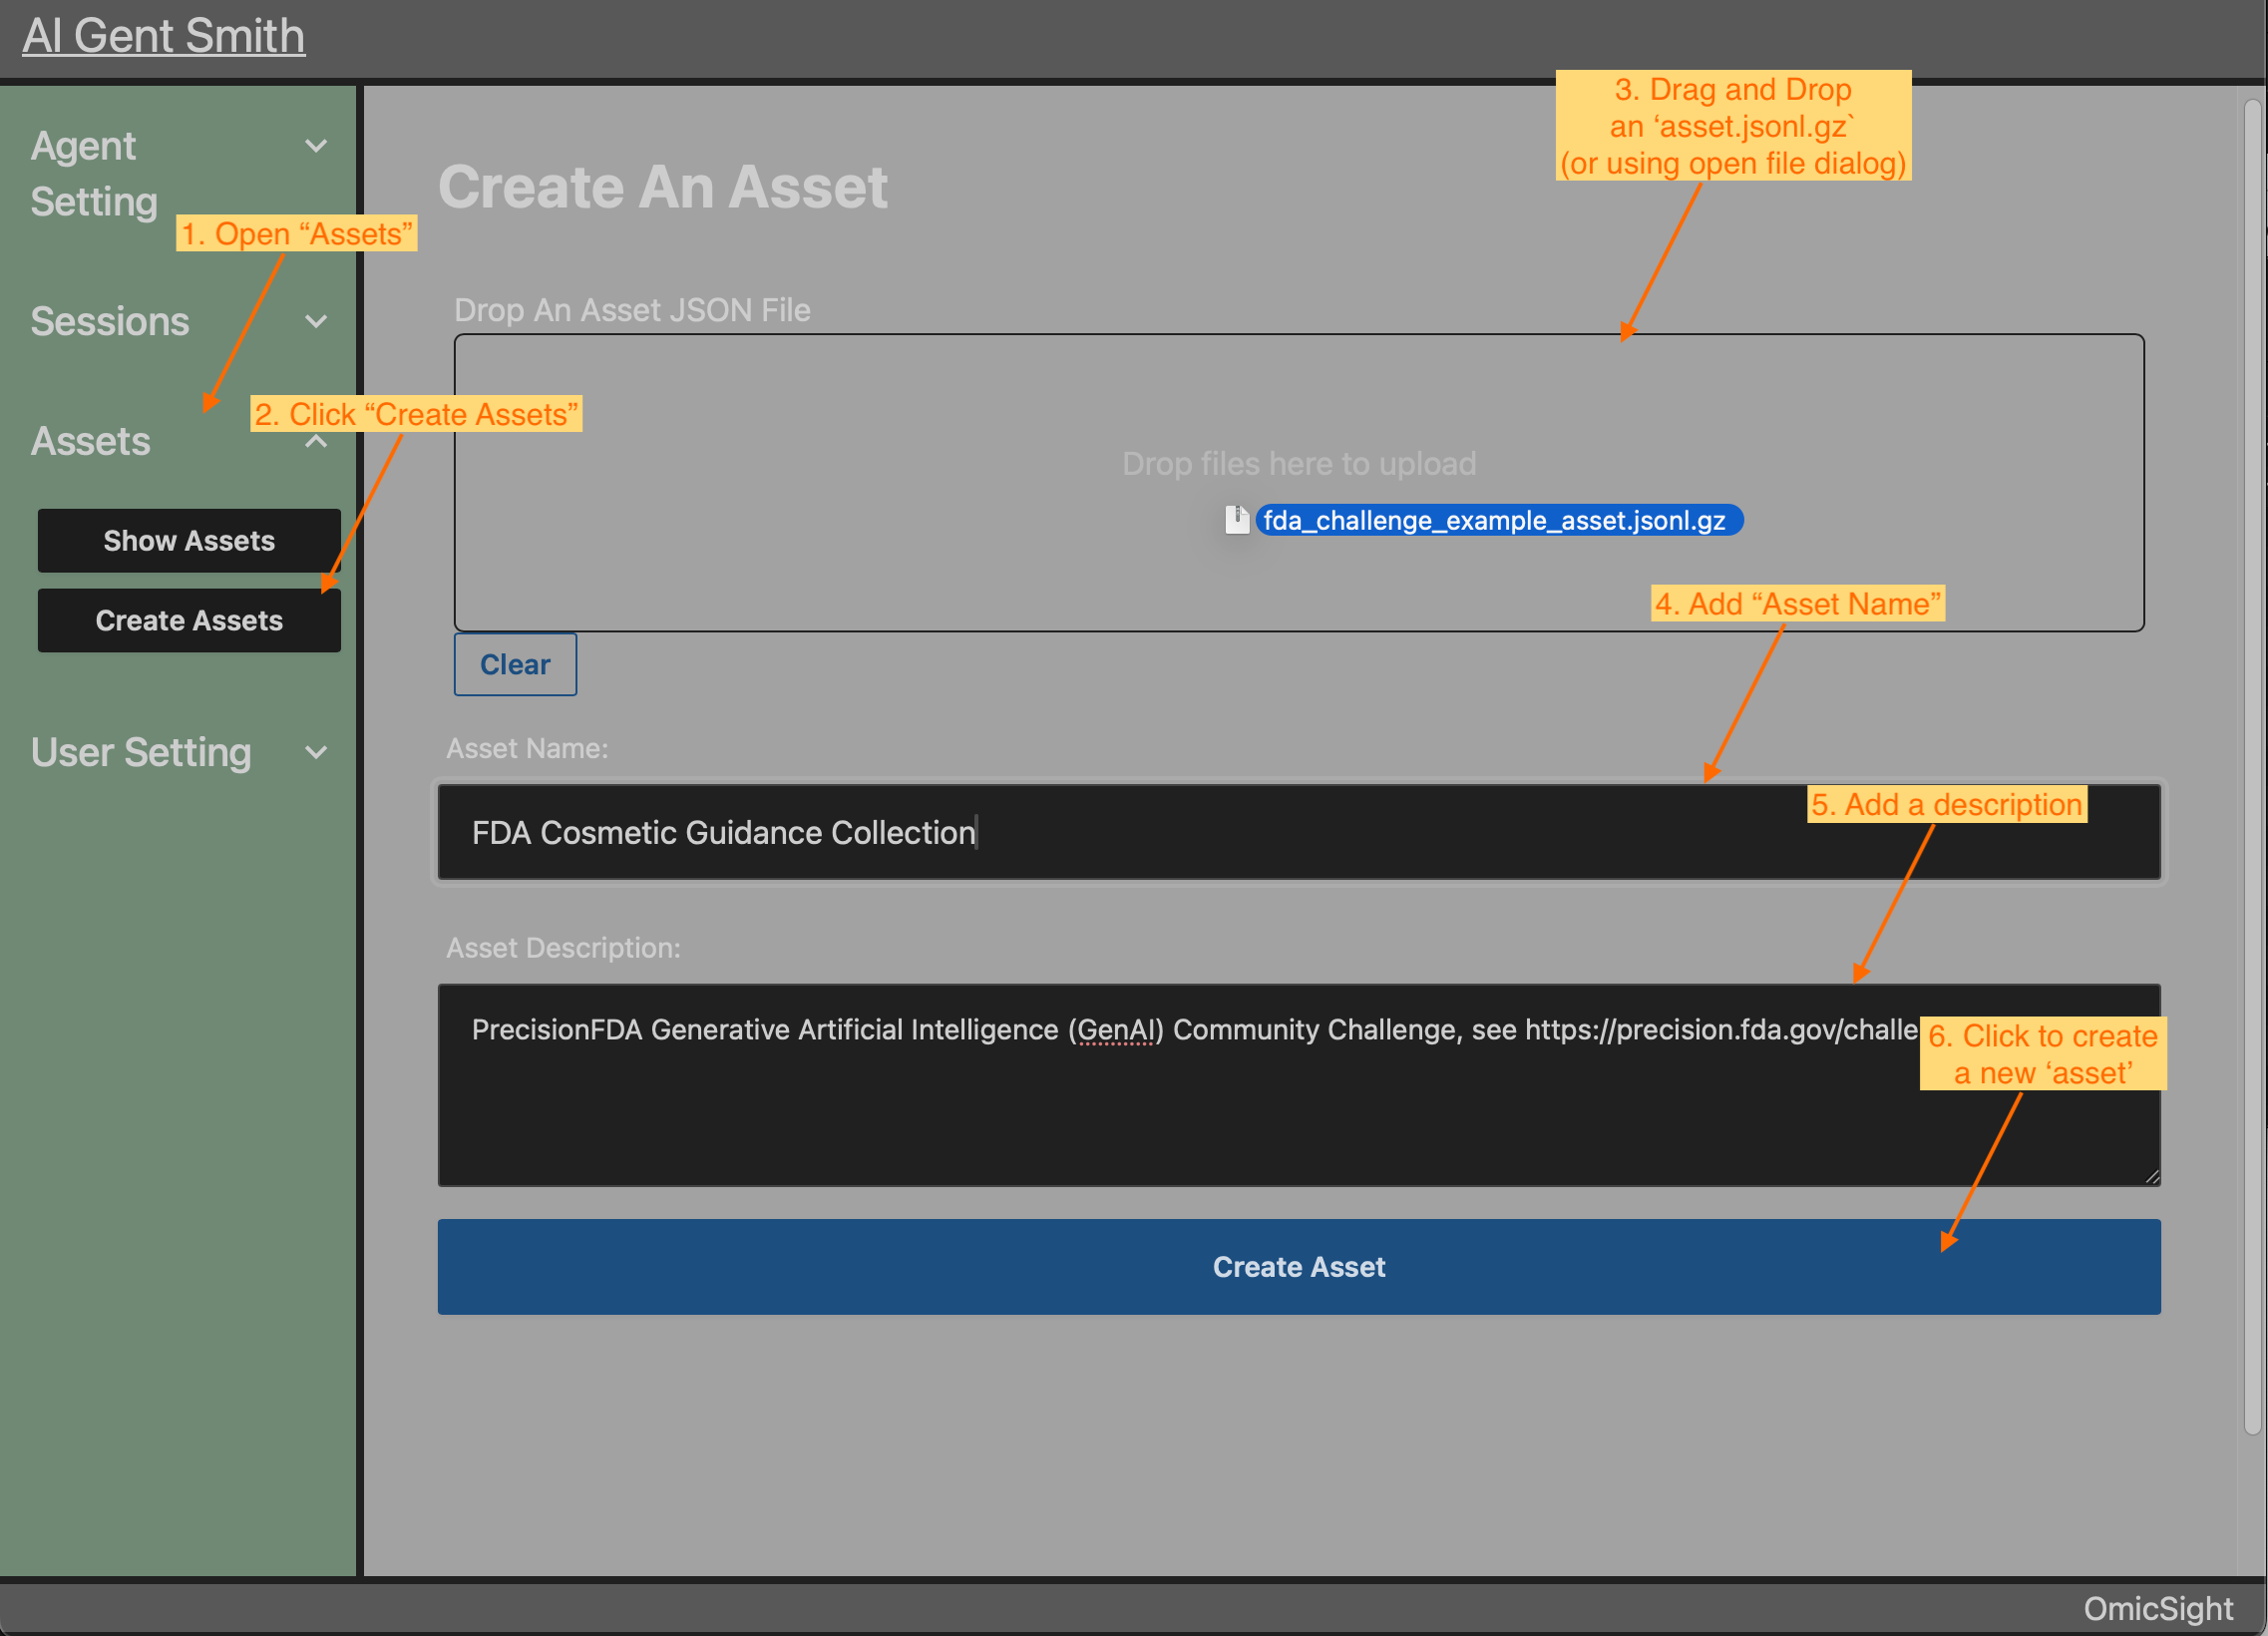 AI Gent Smith
Agent
Setting
1. Open “Assets”
Sessions
2. Click “Create Assets”
Assets
Show Assets
Create Assets
User Setting
3. Drag and Drop
an ‘asset.jsonl.gz`
(or using open file dialog)
Create An Asset
Drop An Asset JSON File
Drop files here to upload
fda_challenge_example_asset.jsonl.gz
4. Add “Asset Name”
Clear
Asset Name:
5. Add a description
FDA Cosmetic Guidance Collection
Asset Description:
PrecisionFDA Generative Artificial Intelligence (GenAI) Community Challenge, see https://precision.fda.gov/challe
6. Click to create
a new ‘asset’
Create Asset
OmicSight